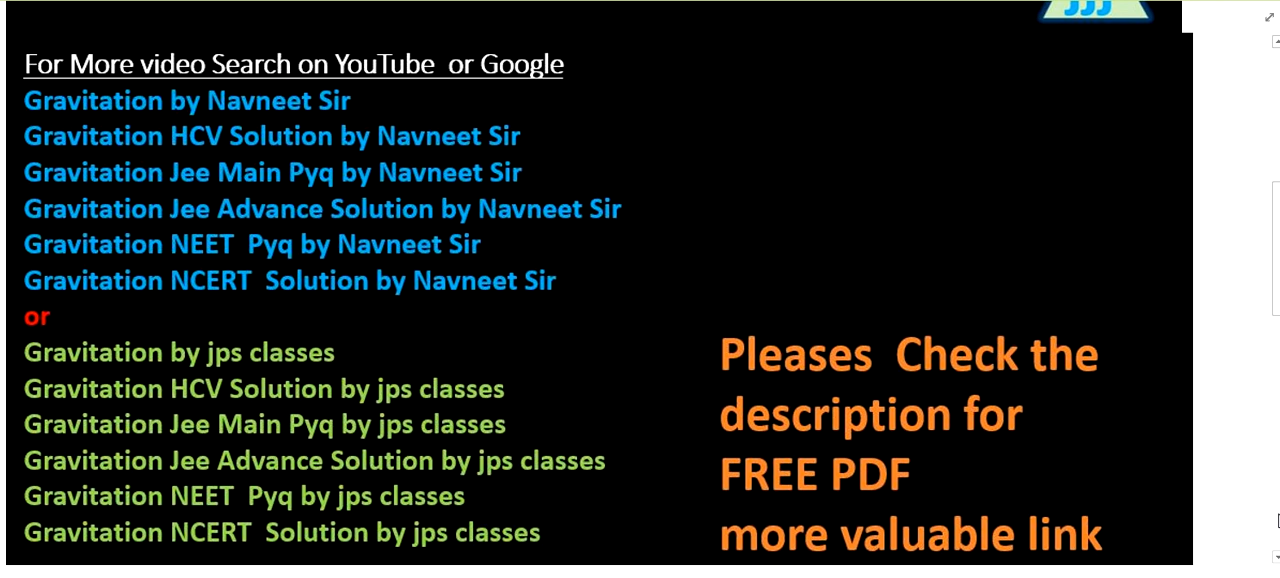 jjj
For More video Search on YouTube or Google
Gravitation by Navneet Sir
Gravitation HCV Solution by Navneet Sir
Gravitation Jee Main Pyq by Navneet Sir
Gravitation Jee Advance Solution by Navneet Sir
Gravitation NEET Pyq by Navneet Sir
Gravitation NCERT Solution by Navneet Sir
or
Gravitation by jps classes
Gravitation HCV Solution by jps classes
Gravitation Jee Main Pyq by jps classes
Gravitation Jee Advance Solution by jps classes
Gravitation NEET Pyq by jps classes
Gravitation NCERT Solution by jps classes
Pleases Check the
description for
FREE PDF
more valuable link